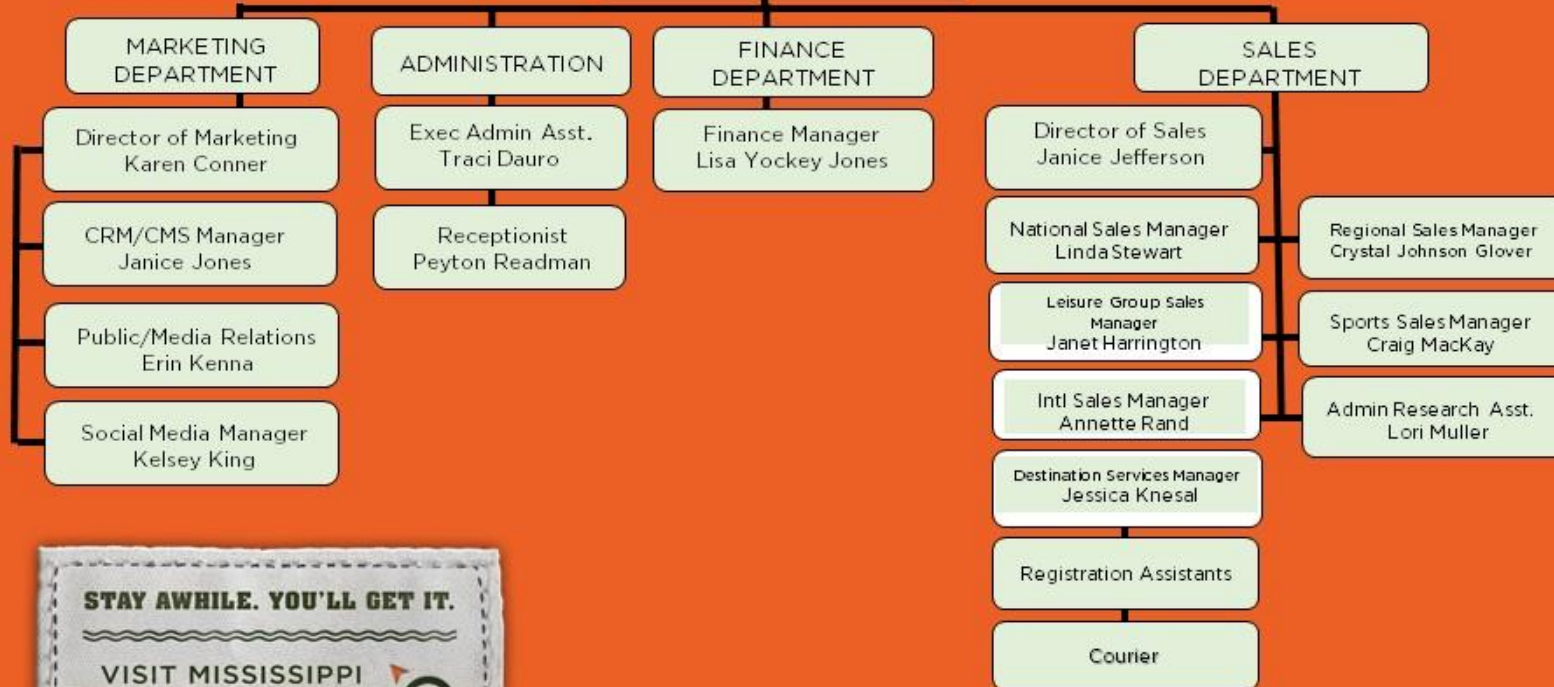 MARKETING
DEPARTMENT
Director of Marketing
Karen Conner
CRM/CMS Manager
Janice Jones
Public/Media Relations
Erin Kenna
Social Media Manager
Kelsey King
ADMINISTRATION
Exec Admin Asst.
Traci Dauro
Receptionist
Peyton Readman
FINANCE
DEPARTMENT
Finance Manager
Lisa Yockey Jones
SALES
DEPARTMENT
Director of Sales
Janice Jefferson
National Sales Manager
Linda Stewart
Leisure Group Sales
Manager
Janet Harrington
Intl Sales Manager
Annette Rand
Destination Services Manager
Jessica Knesal
Registration Assistants
Courier
Regional Sales Manager
Crystal Johnson Glover
Sports Sales Manager
Craig MacKay
Admin Research Asst.
Lori Muller
STAY AWHILE. YOU'LL GET IT.
VISIT MISSISSIPPI